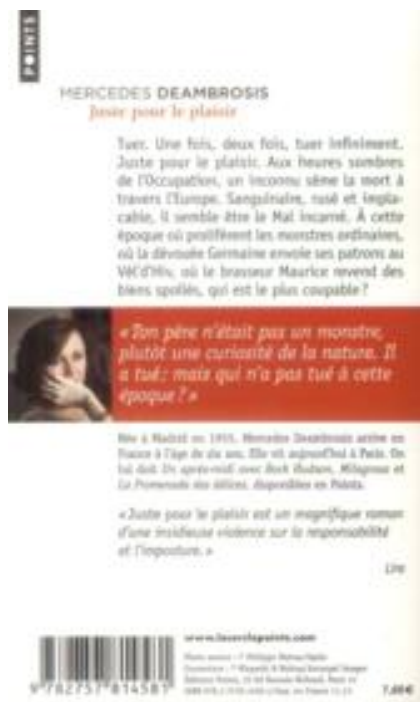 POINTS
MERCEDES DEAMBROSIS
Juste pour le plaisir
Tuer. Une fois, deux fois, tuer infiniment.
Juste pour le plaisir. Aux heures sombres
de l'Occupation, un inconnu sème la mort à
travers l'Europe. Sanguinaire, rusé et impla-
cable, il semble être le Mal incarné. À cette
époque où prolifèrent les monstres ordinaires,
où la dévouée Germaine envoie ses patrons au
Vél'd'Hiv, où le brasseur Maurice revend des
biens spoliés, qui est le plus coupable ?
« Ton père n'était pas un monstre,
plutôt une curiosité de la nature. Il
a tué : mais qui n'a pas tué à cette
époque ? »
Née à Madrid en 1955, Mercedes Deambrosis arrive en
France à l'âge de dix ans. Elle vit aujourd'hui à Paris. On
lui doit Un après-midi avec Rock Hudson, Milagrosa et
La Promenade des délices, disponibles en Points.
« Juste pour le plaisir est un magnifique roman
d'une insidieuse violence sur la responsabilité
et l'imposture. »
Lire
www.lecerclepoints.com
9 782757 814581